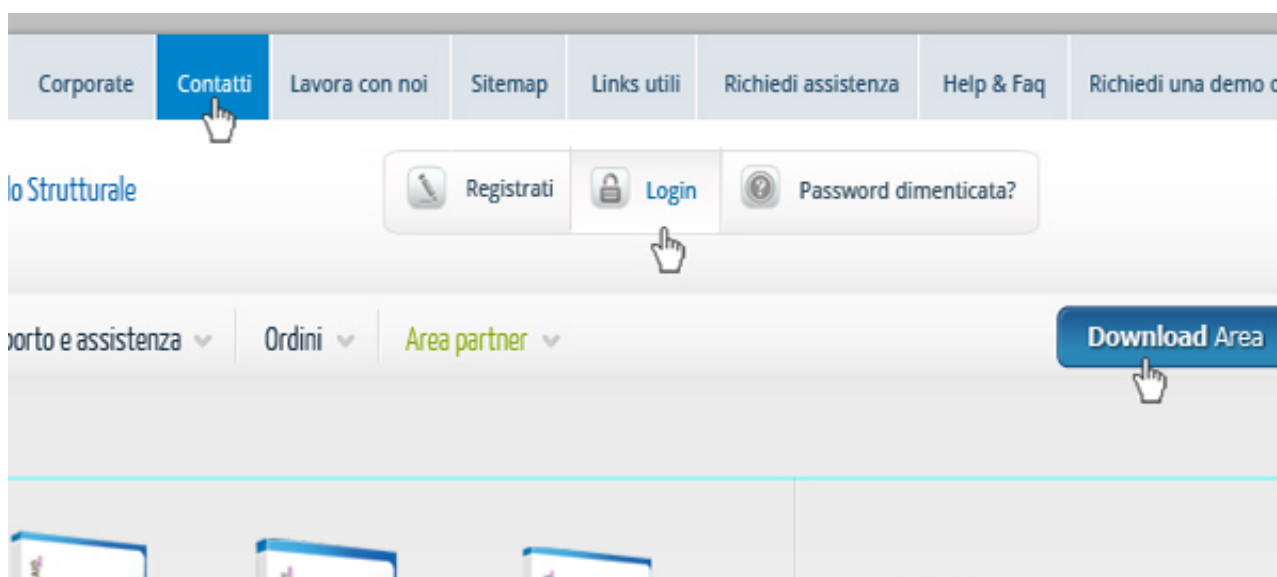 Corporate Contatti Lavora con noi Sitemap Links utili Richiedi assistenza Help & Faq Richiedi una demo
lo Strutturale Registrati Login Password dimenticata?
porto e assistenza Ordini Area partner Download Area